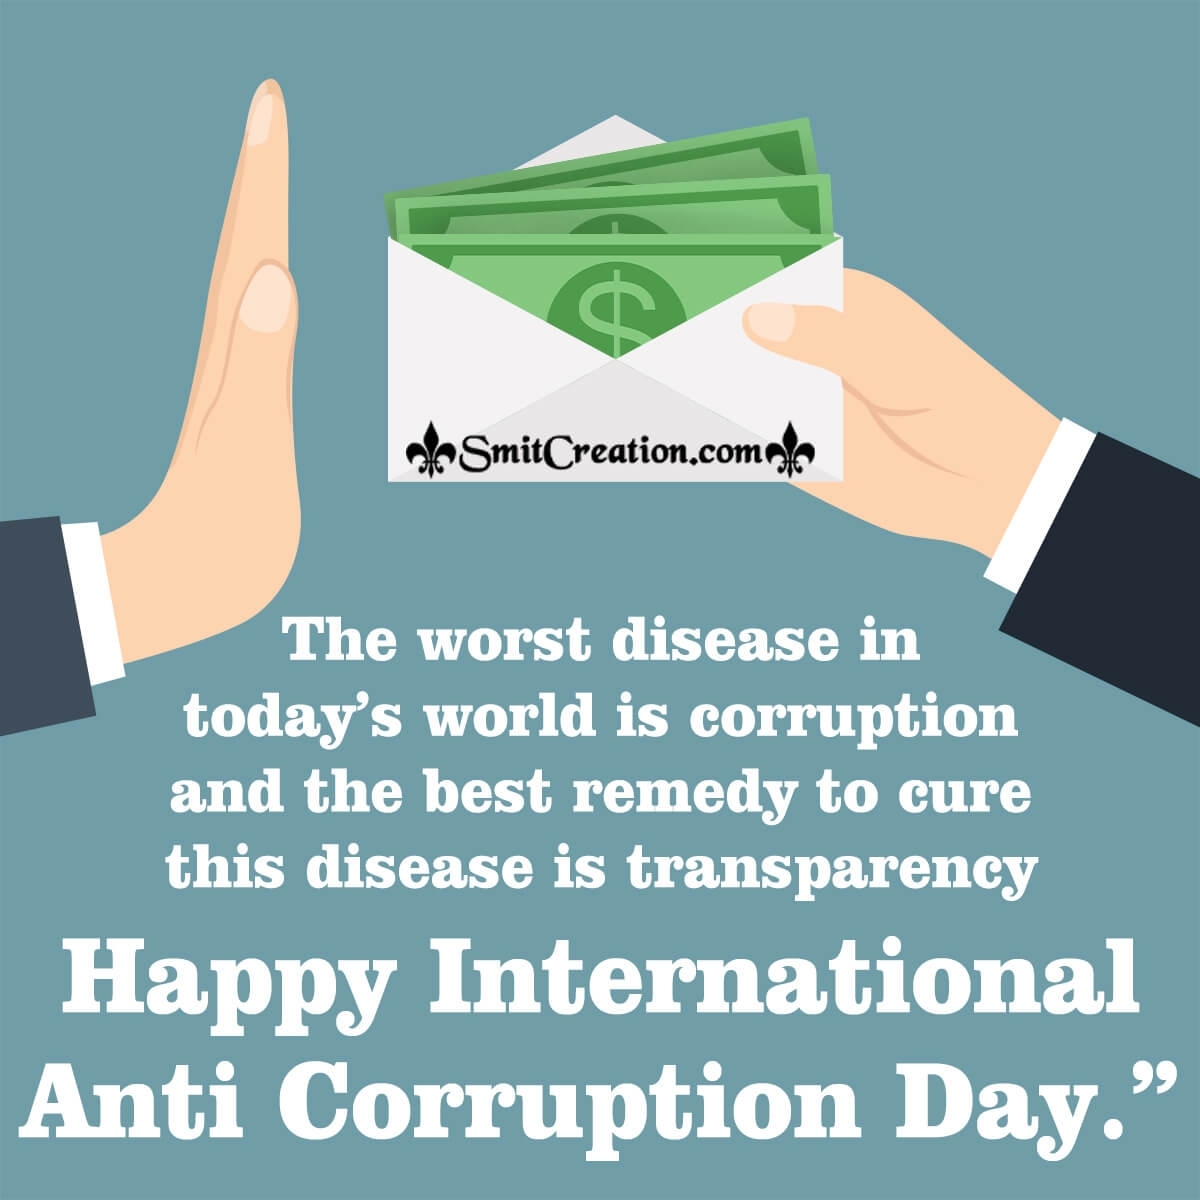 $
SmitCreation.com
The worst disease in
today’s world is corruption
and the best remedy to cure
this disease is transparency
Happy International
Anti Corruption Day.”